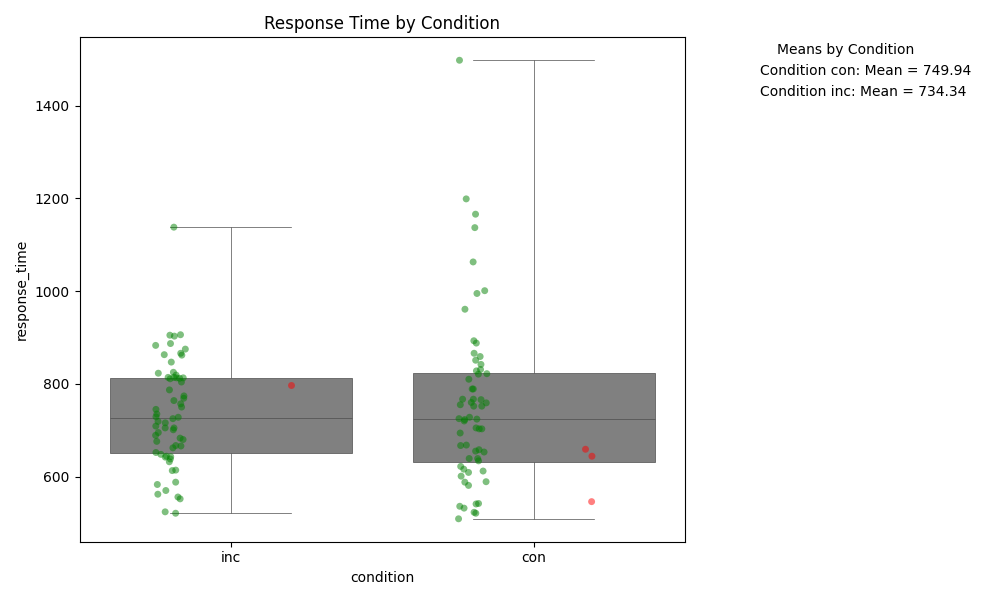 Response Time by Condition
Means by Condition
Condition con: Mean = 749.94
Condition inc: Mean = 734.34
response_time
1400
1200
1000
800
600
inc
con
condition